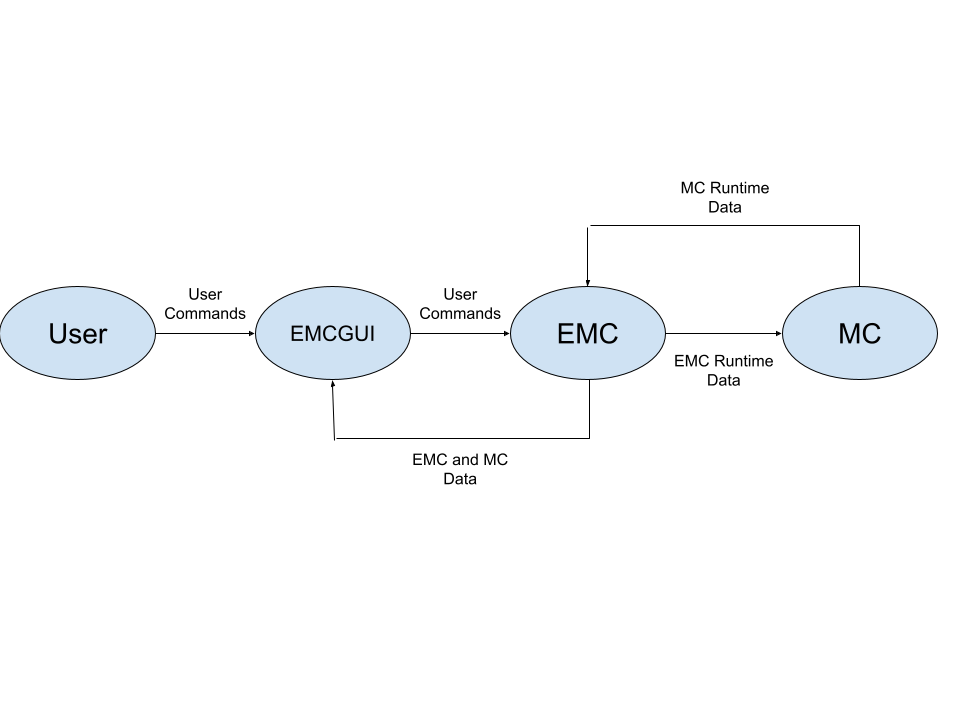 MC Runtime
Data
User
Commands
User
Commands
User
EMCGUI
EMC
MC
EMC Runtime
Data
EMC and MC
Data